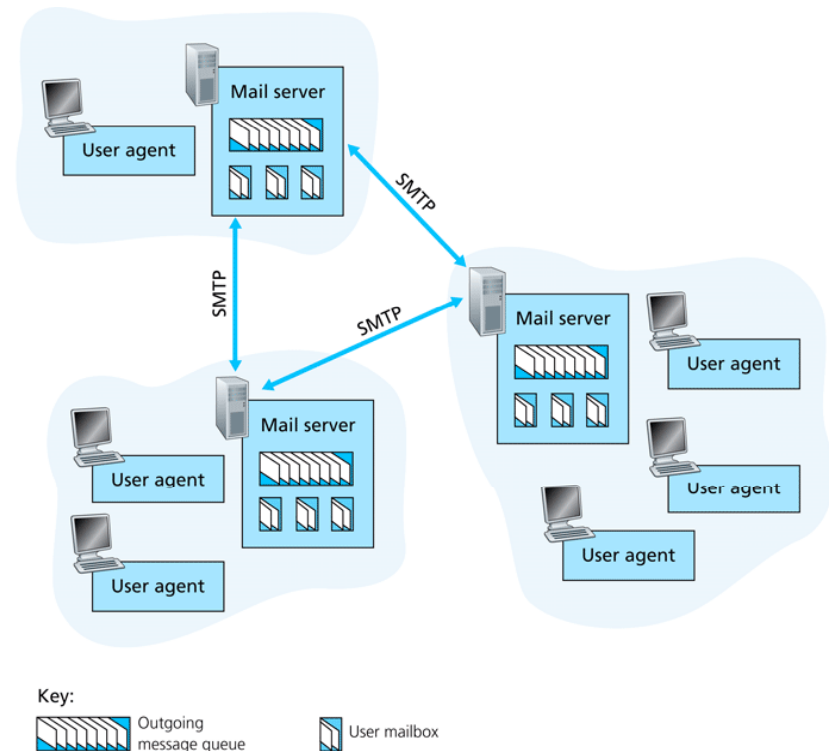 Mail server
User agent
SMTP
SMTP
SMTP
Mail server
User agent
User agent
User agent
Mail server
User agent
User agent
Key:
Outgoing
message queue
User mailbox